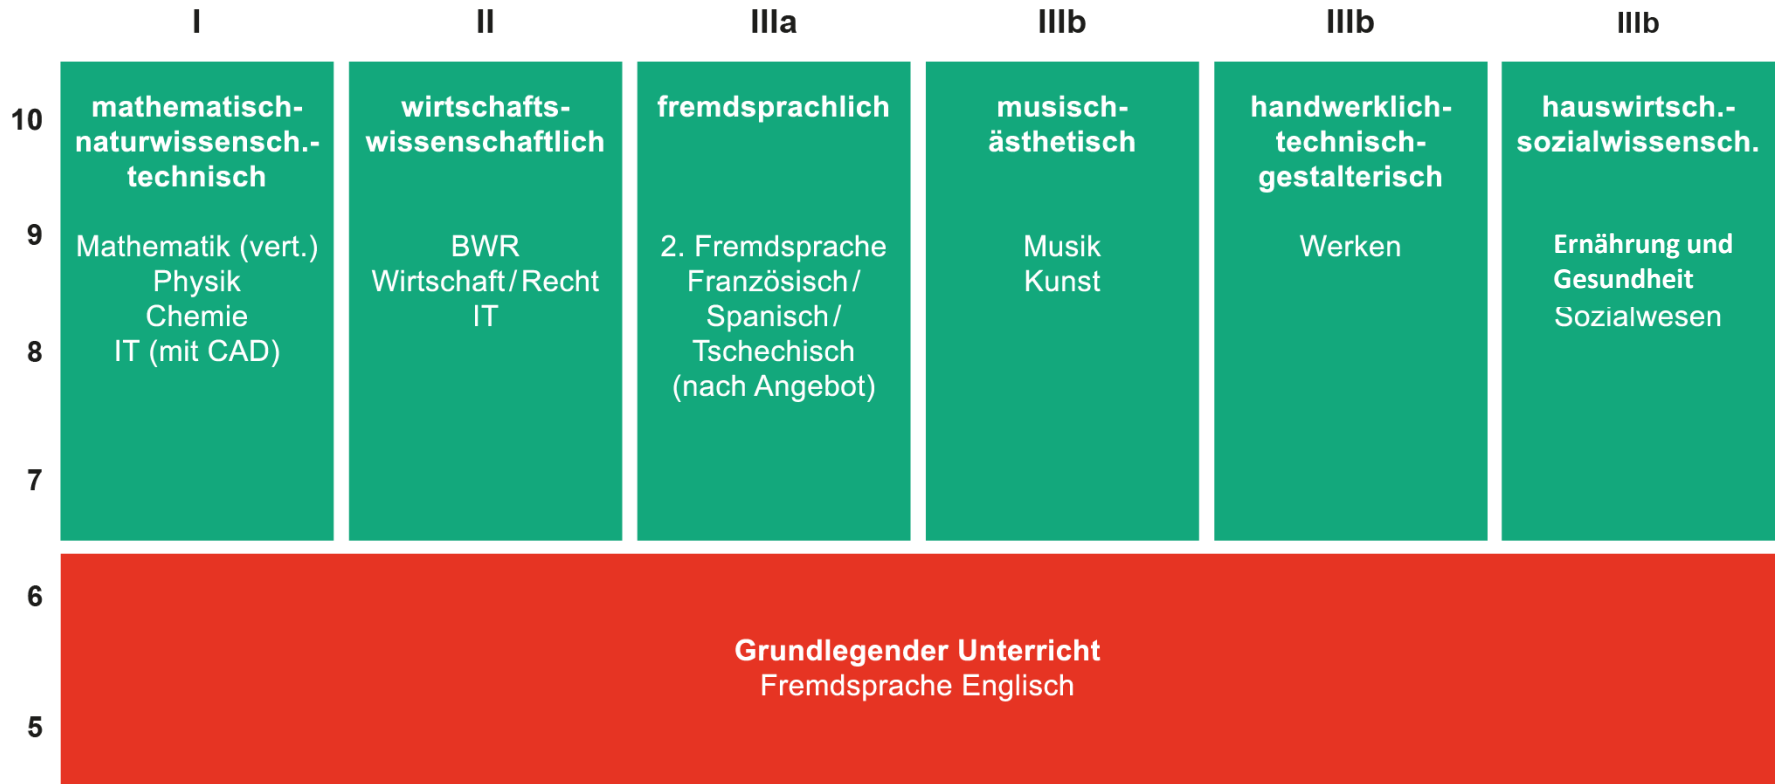 I
II
IIIa
IIIb
IIIb
IIIb
10
9
8
7
6
5
mathematisch-
naturwissensch.-
technisch
Mathematik (vert.)
Physik
Chemie
IT (mit CAD)
wirtschafts-
wissenschaftlich
BWR
Wirtschaft / Recht
IT
fremdsprachlich
2. Fremdsprache
Französisch /
Spanisch /
Tschechisch
(nach Angebot)
musisch-
ästhetisch
Musik
Kunst
handwerklich-
technisch-
gestalterisch
Werken
hauswirtsch.-
sozialwissensch.
Ernährung und
Gesundheit
Sozialwesen
Grundlegender Unterricht
Fremdsprache Englisch